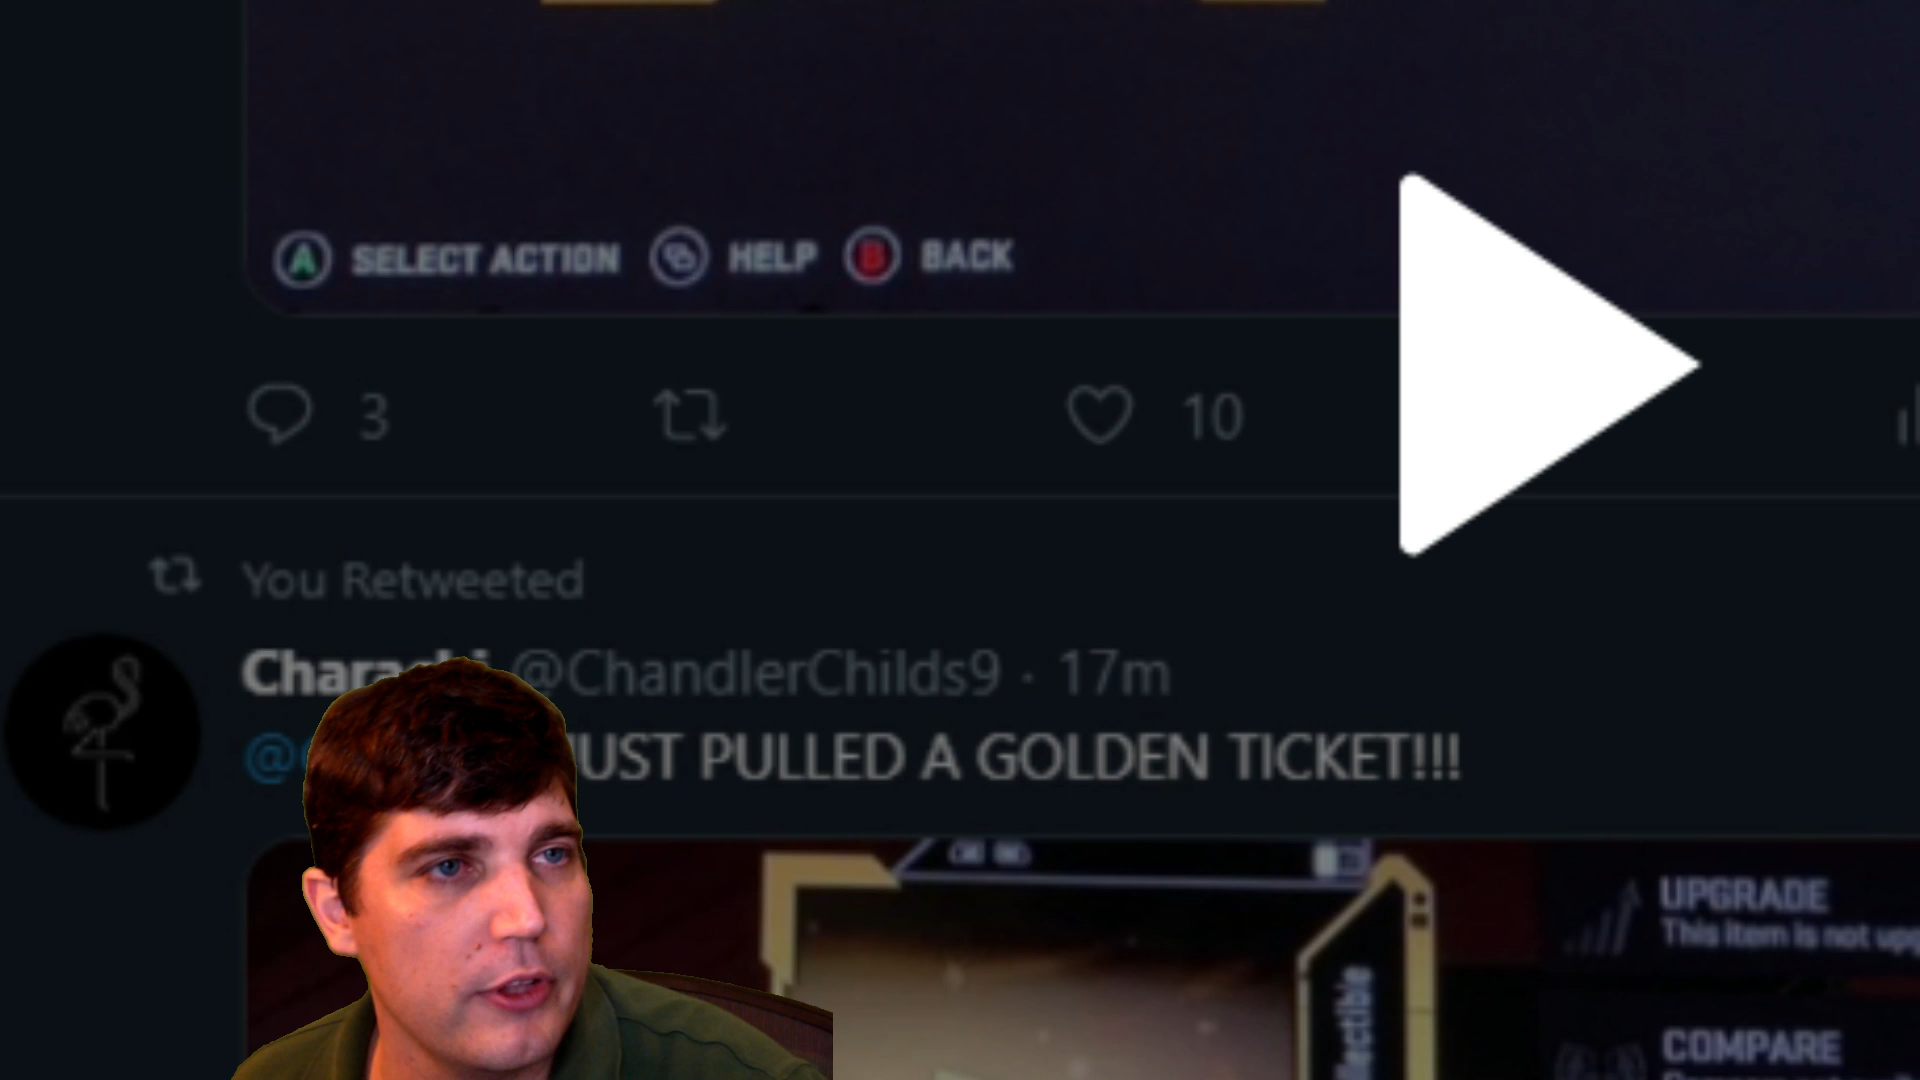 A SELECT ACTION HELP B BACK
3 10
You Retweeted
@ChandlerChilds9 · 17m
UST PULLED A GOLDEN TICKET!!!
UPGRADE
This item is not
COMPARE